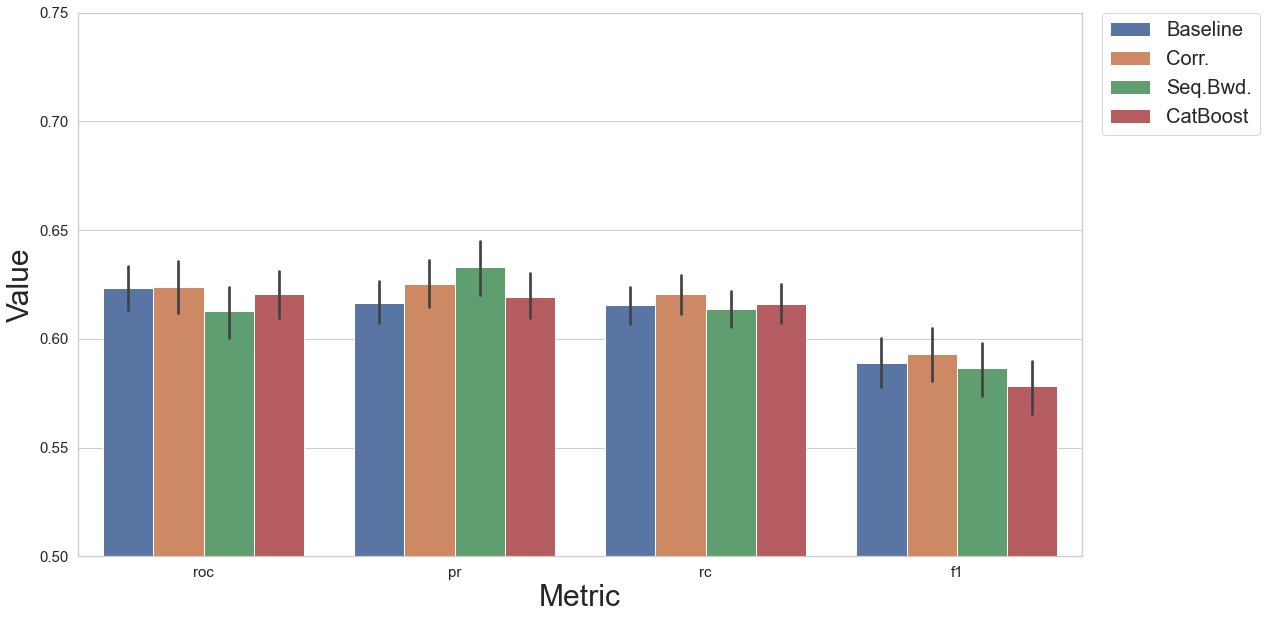 0.75
0.70
0.65
0.60
0.55
0.50
Value
roc
pr
rc
f1
Metric
Baseline
Corr.
Seq.Bwd.
CatBoost